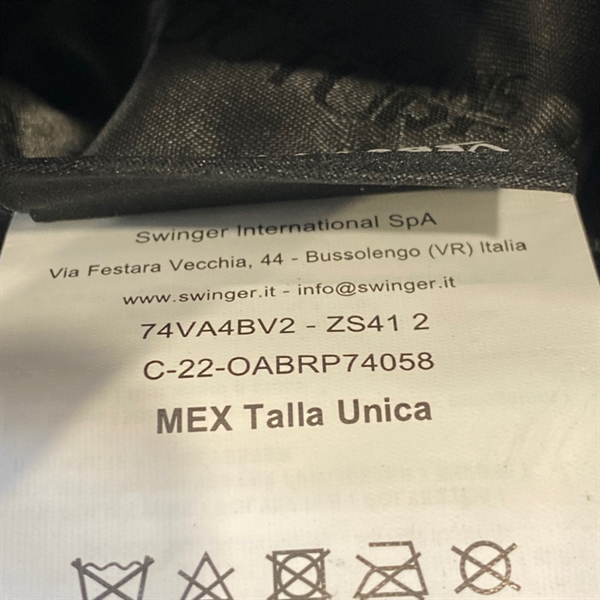 Swinger International SpA
Via Festara Vecchia, 44 - Bussolengo (VR) Italia
www.swinger.it - info@swinger.it
74VA4BV2 - ZS41 2
C-22-OABRP74058
MEX Talla Unica